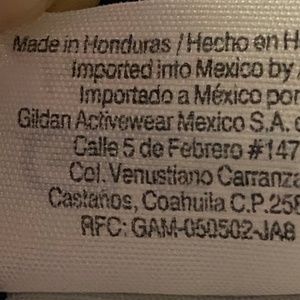 Made in Honduras / Hecho en H
Imported into Mexico by
Importado a México por
Gildan Activewear Mexico S.A.
Calle 5 de Febrero #147
Col. Venustiano Carranza
Castaños, Coahuila C.P. 258
RFC: GAM-050502-JA8